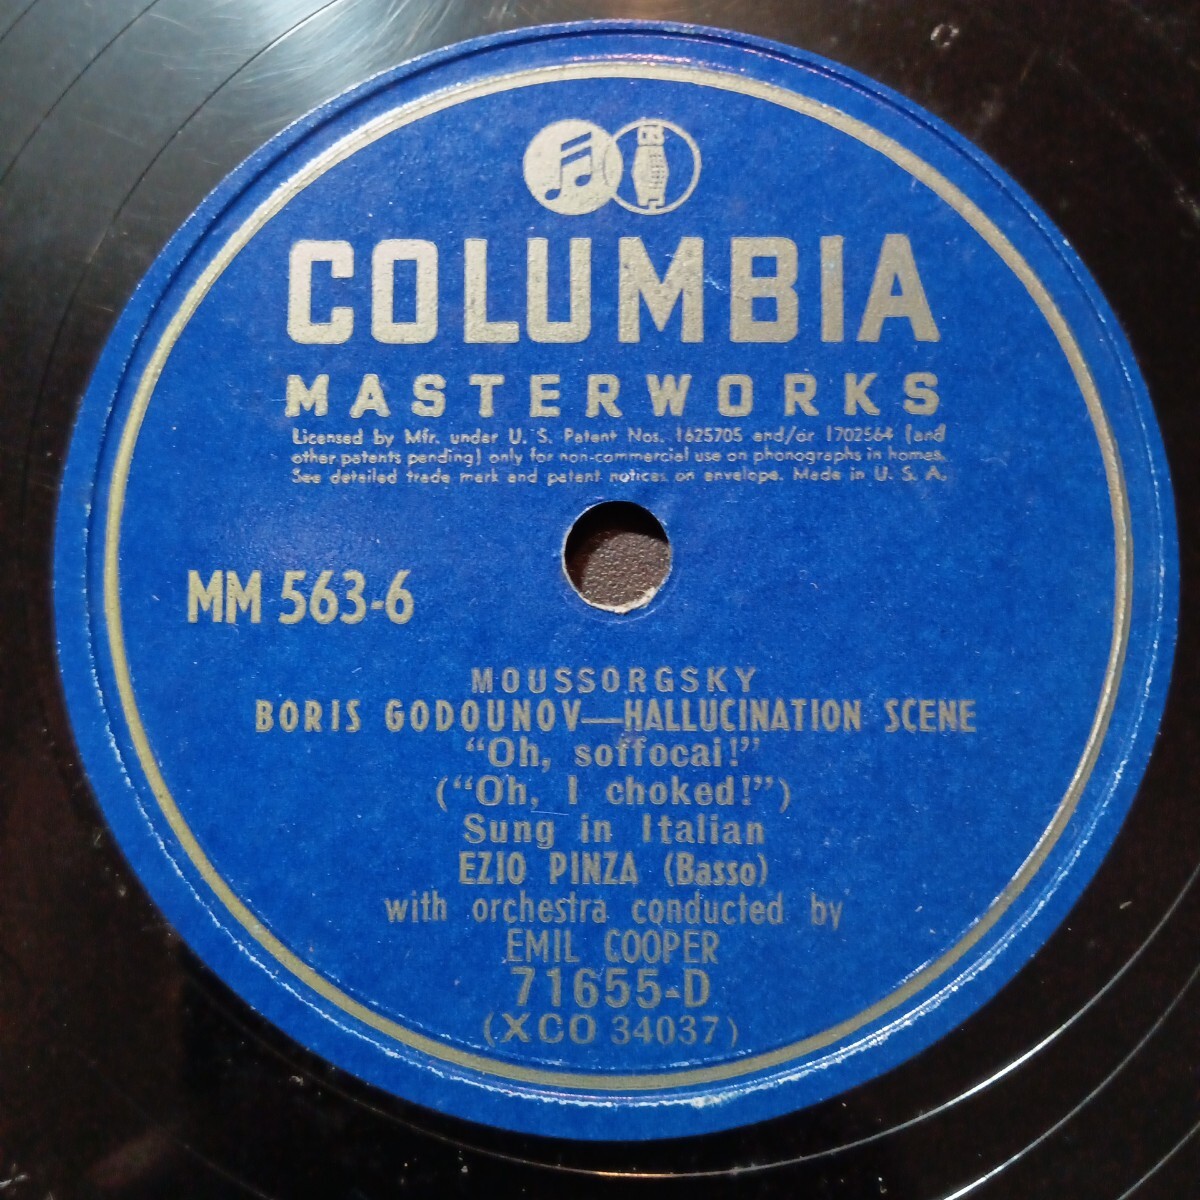 COLUMBIA
MASTERWORKS
Licensed by Mfr. under U. S. Patent Nos. 1625705 and/or 1702564 (and
other patents pending) only for non-commercial use on phonographs in homes.
See detailed trade mark and patent notices on envelope. Made in U. S. A.
MM 563-6
MOUSSORGSKY
BORIS GODOUNOV—HALLUCINATION SCENE
"Oh, soffocai!"
("Oh, I choked!")
Sung in Italian
EZIO PINZA (Basso)
with orchestra conducted by
EMIL COOPER
71655-D
(XCO 34037)